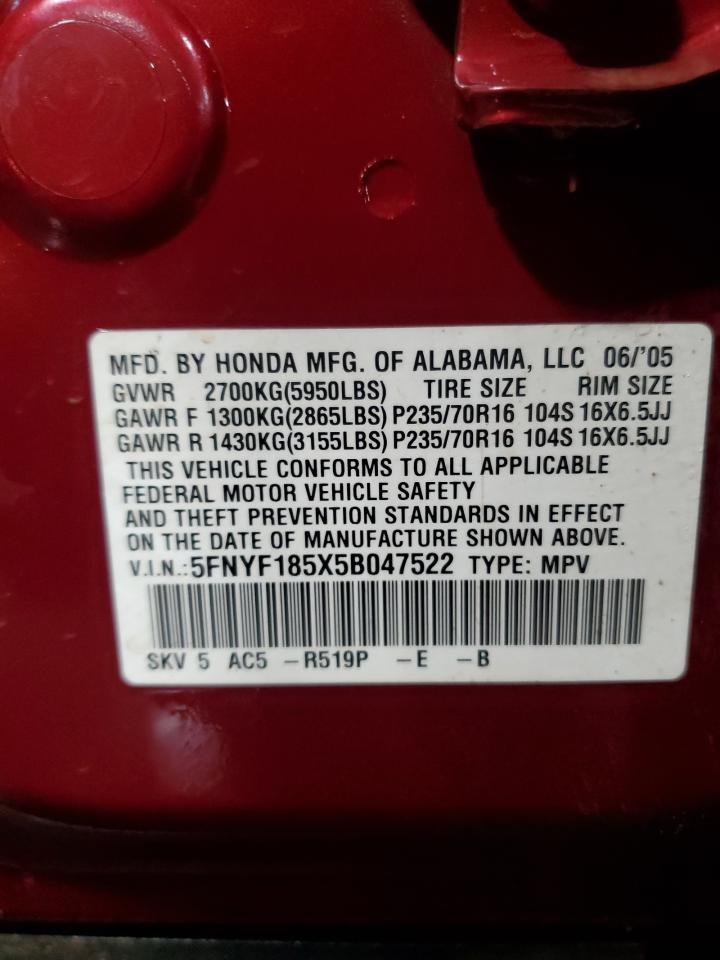 MFD. BY HONDA MFG. OF ALABAMA, LLC 06/'05
GVWR 2700KG(5950LBS) TIRE SIZE RIM SIZE
GAWR F 1300KG(2865LBS) P235/70R16 104S 16X6.5JJ
GAWR R 1430KG(3155LBS) P235/70R16 104S 16X6.5JJ
THIS VEHICLE CONFORMS TO ALL APPLICABLE
FEDERAL MOTOR VEHICLE SAFETY
AND THEFT PREVENTION STANDARDS IN EFFECT
ON THE DATE OF MANUFACTURE SHOWN ABOVE.
V.I.N.:5FNYF185X5B047522 TYPE: MPV
SKV 5 AC5 –R519P –E –B